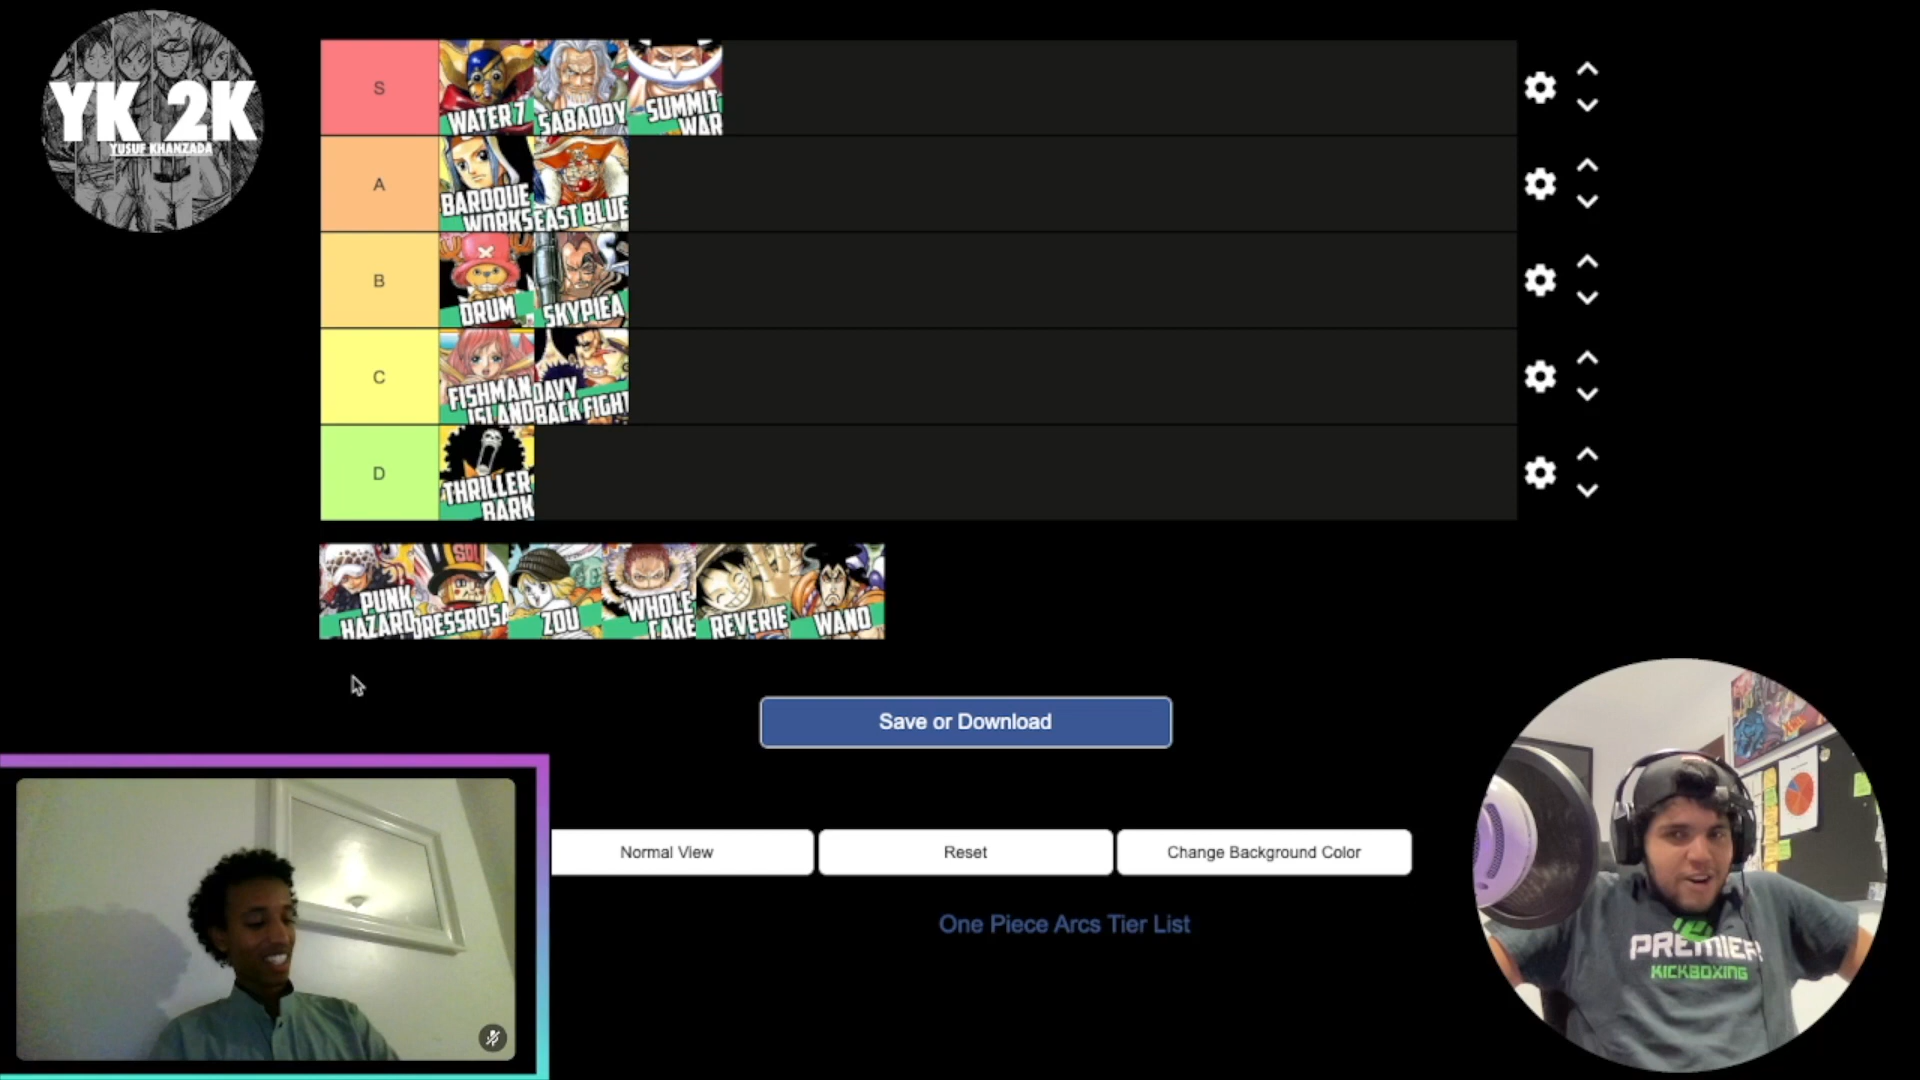 YK 2K
YUSUF KHANZADA
S
WATER 7
SABAODY
SUMMIT
WAR
A
BAROQUE
WORKS
EAST BLUE
B
DRUM
SKYPIEA
C
FISHMAN
ISLAND
DAVY
BACK FIGHT
D
THRILLER
BARK
PUNK
HAZARD
DRESSROSA
ZOU
WHOLE
CAKE
REVERIE
WANO
Save or Download
Normal View
Reset
Change Background Color
One Piece Arcs Tier List
PREMIER
KICKBOXING